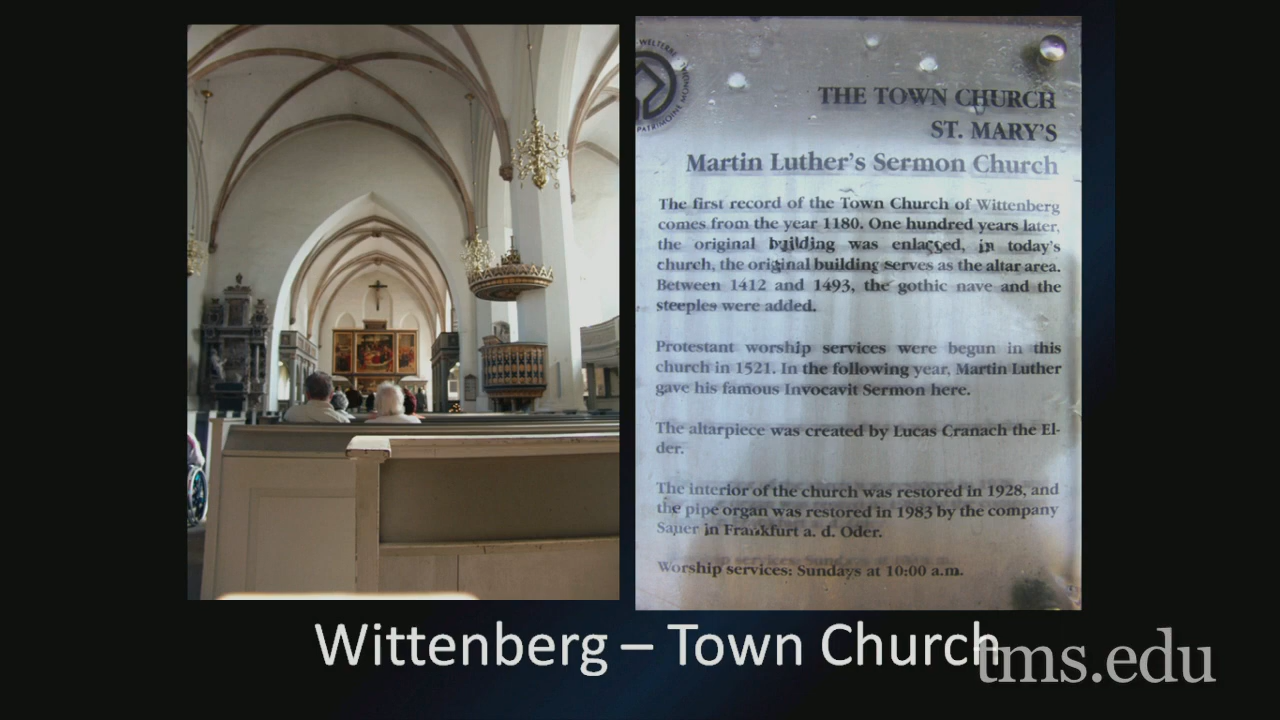 WELTERBE
PATRIMOINE MONDIAL
THE TOWN CHURCH
ST. MARY'S
Martin Luther's Sermon Church
The first record of the Town Church of Wittenberg
comes from the year 1180. One hundred years later,
the original building was enlarged, in today's
church, the original building serves as the altar area.
Between 1412 and 1493, the gothic nave and the
steeples were added.
Protestant worship services were begun in this
church in 1521. In the following year, Martin Luther
gave his famous Invocavit Sermon here.
The altarpiece was created by Lucas Cranach the El-
der.
The interior of the church was restored in 1928, and
the pipe organ was restored in 1983 by the company
Sauer in Frankfurt a. d. Oder.
Worship services: Sundays at 10:00 a.m.
Wittenberg – Town Church
tms.edu